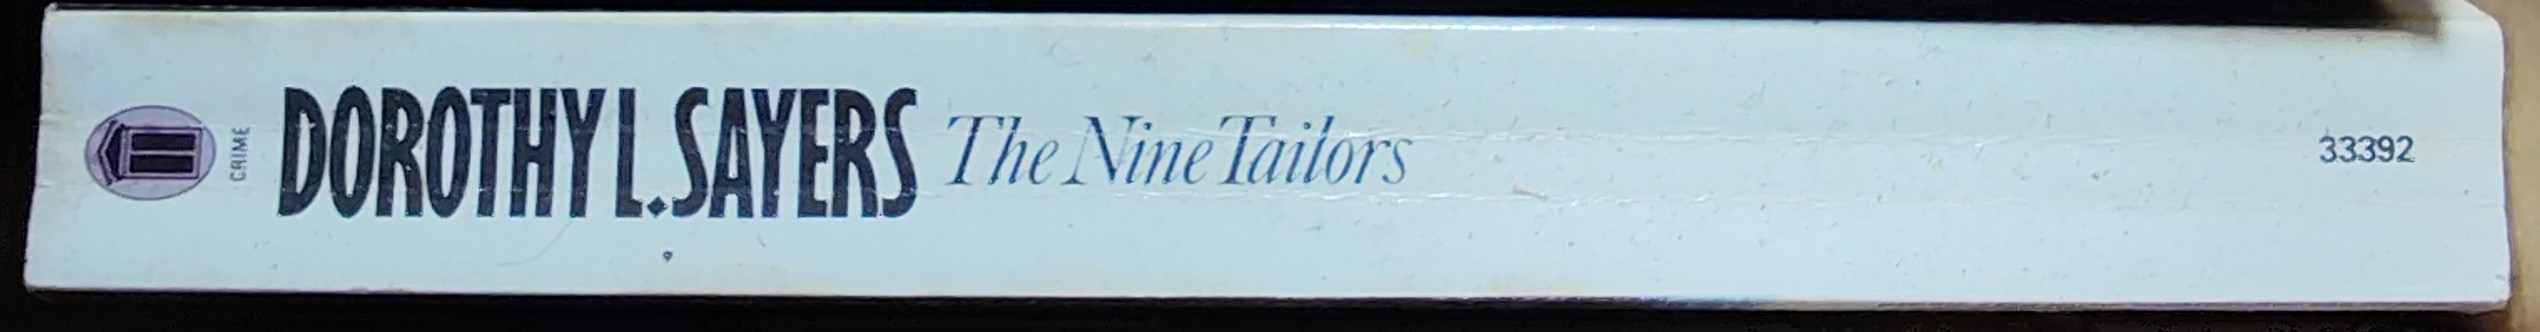 CRIME
DOROTHY L. SAYERS The Nine Tailors
33392